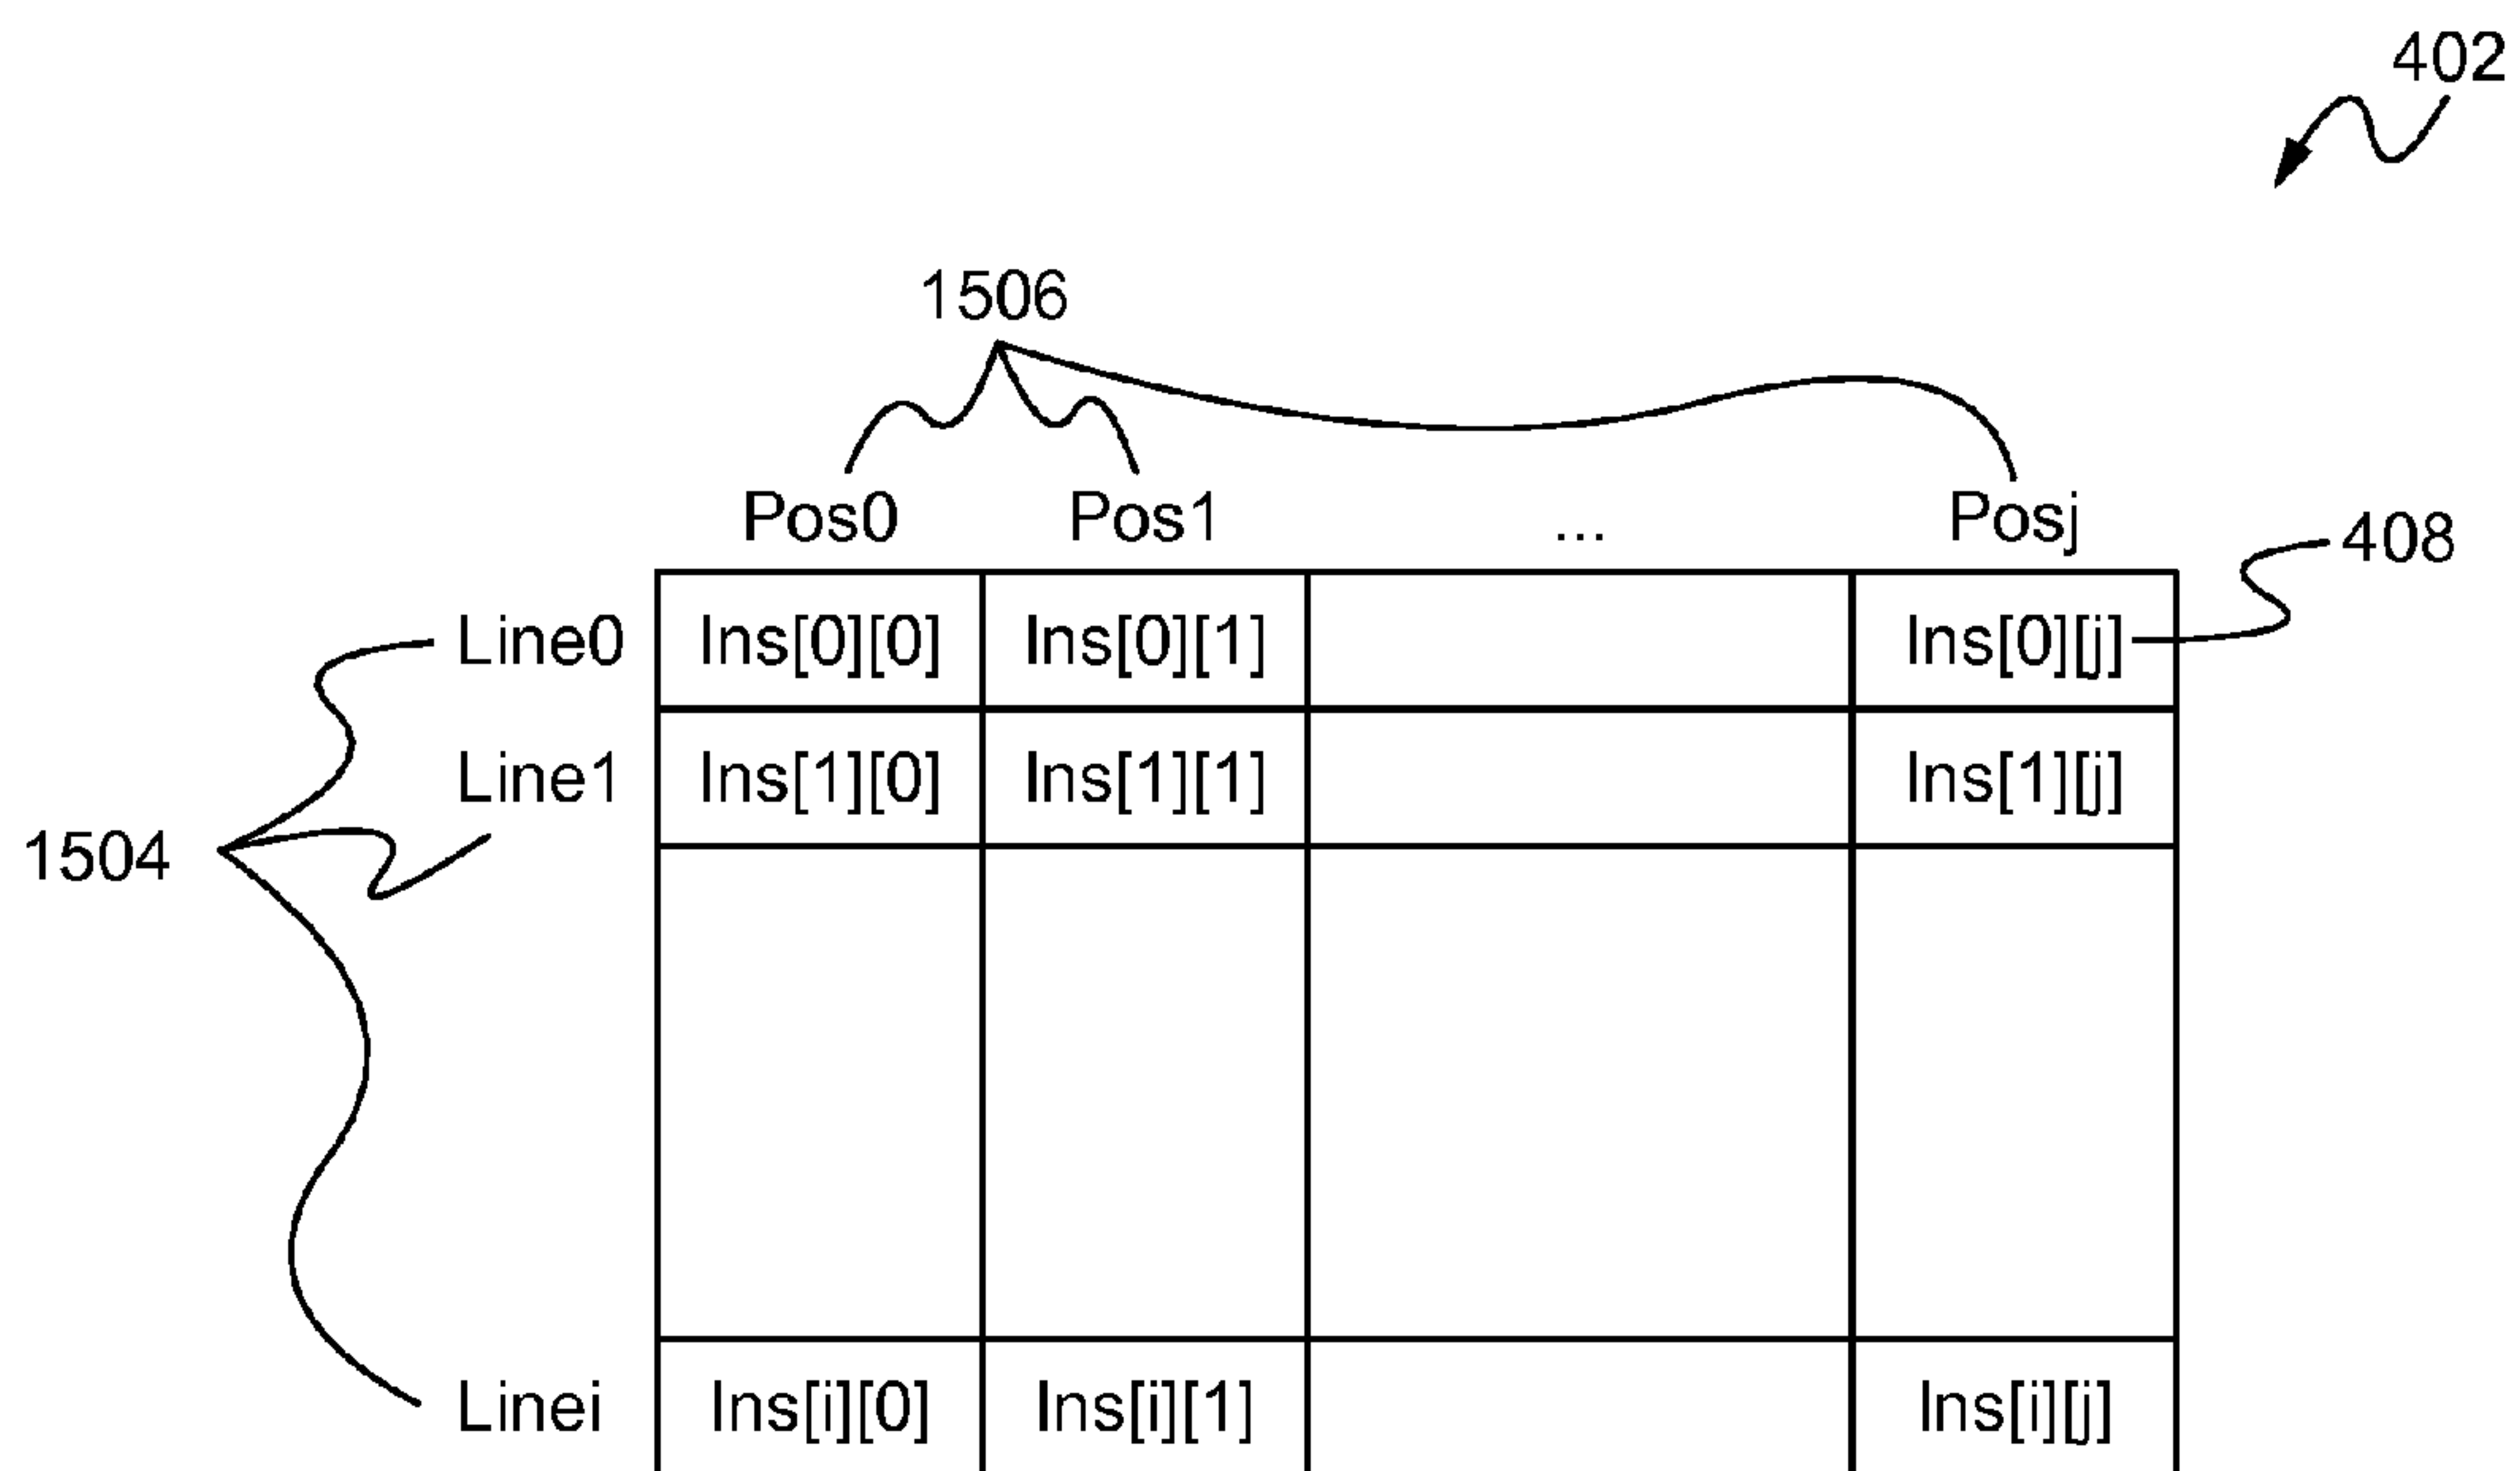 402
1506
Pos0 Pos1 ... Posj
408
Line0 Ins[0][0] Ins[0][1] Ins[0][j]
Line1 Ins[1][0] Ins[1][1] Ins[1][j]
1504
Linei Ins[i][0] Ins[i][1] Ins[i][j]